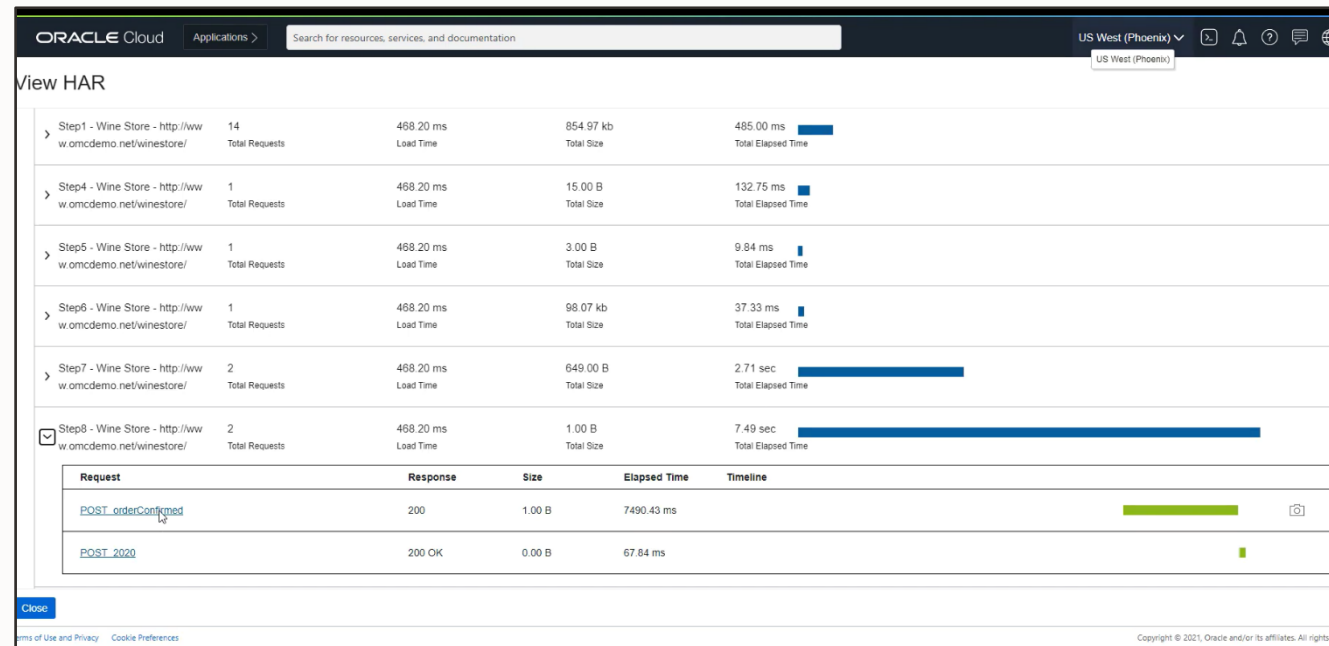 ORACLE Cloud Applications > Search for resources, services, and documentation US West (Phoenix)
US West (Phoenix)
View HAR
Step1 - Wine Store - http://ww 14 468.20 ms 854.97 kb 485.00 ms
w.omcdemo.net/winestore/ Total Requests Load Time Total Size Total Elapsed Time
Step4 - Wine Store - http://ww 1 468.20 ms 15.00 B 132.75 ms
w.omcdemo.net/winestore/ Total Requests Load Time Total Size Total Elapsed Time
Step5 - Wine Store - http://ww 1 468.20 ms 3.00 B 9.84 ms
w.omcdemo.net/winestore/ Total Requests Load Time Total Size Total Elapsed Time
Step6 - Wine Store - http://ww 1 468.20 ms 98.07 kb 37.33 ms
w.omcdemo.net/winestore/ Total Requests Load Time Total Size Total Elapsed Time
Step7 - Wine Store - http://ww 2 468.20 ms 649.00 B 2.71 sec
w.omcdemo.net/winestore/ Total Requests Load Time Total Size Total Elapsed Time
Step8 - Wine Store - http://ww 2 468.20 ms 1.00 B 7.49 sec
w.omcdemo.net/winestore/ Total Requests Load Time Total Size Total Elapsed Time
Request Response Size Elapsed Time Timeline
POST orderConfirmed 200 1.00 B 7490.43 ms
POST 2020 200 OK 0.00 B 67.84 ms
Close
erms of Use and Privacy Cookie Preferences Copyright © 2021, Oracle and/or its affiliates. All rights